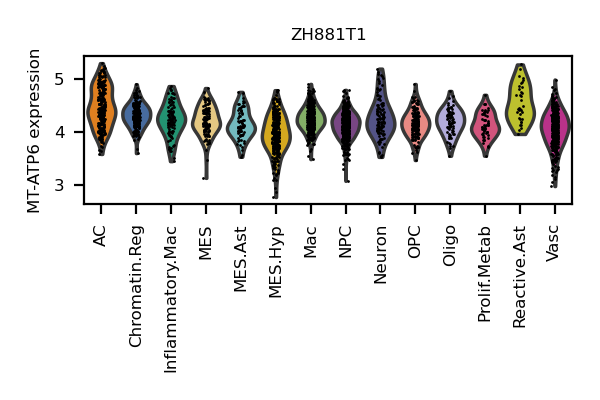 ZH881T1
MT-ATP6 expression
5
4
3
AC
Chromatin.Reg
Inflammatory.Mac
MES
MES.Ast
MES.Hyp
Mac
NPC
Neuron
OPC
Oligo
Prolif.Metab
Reactive.Ast
Vasc